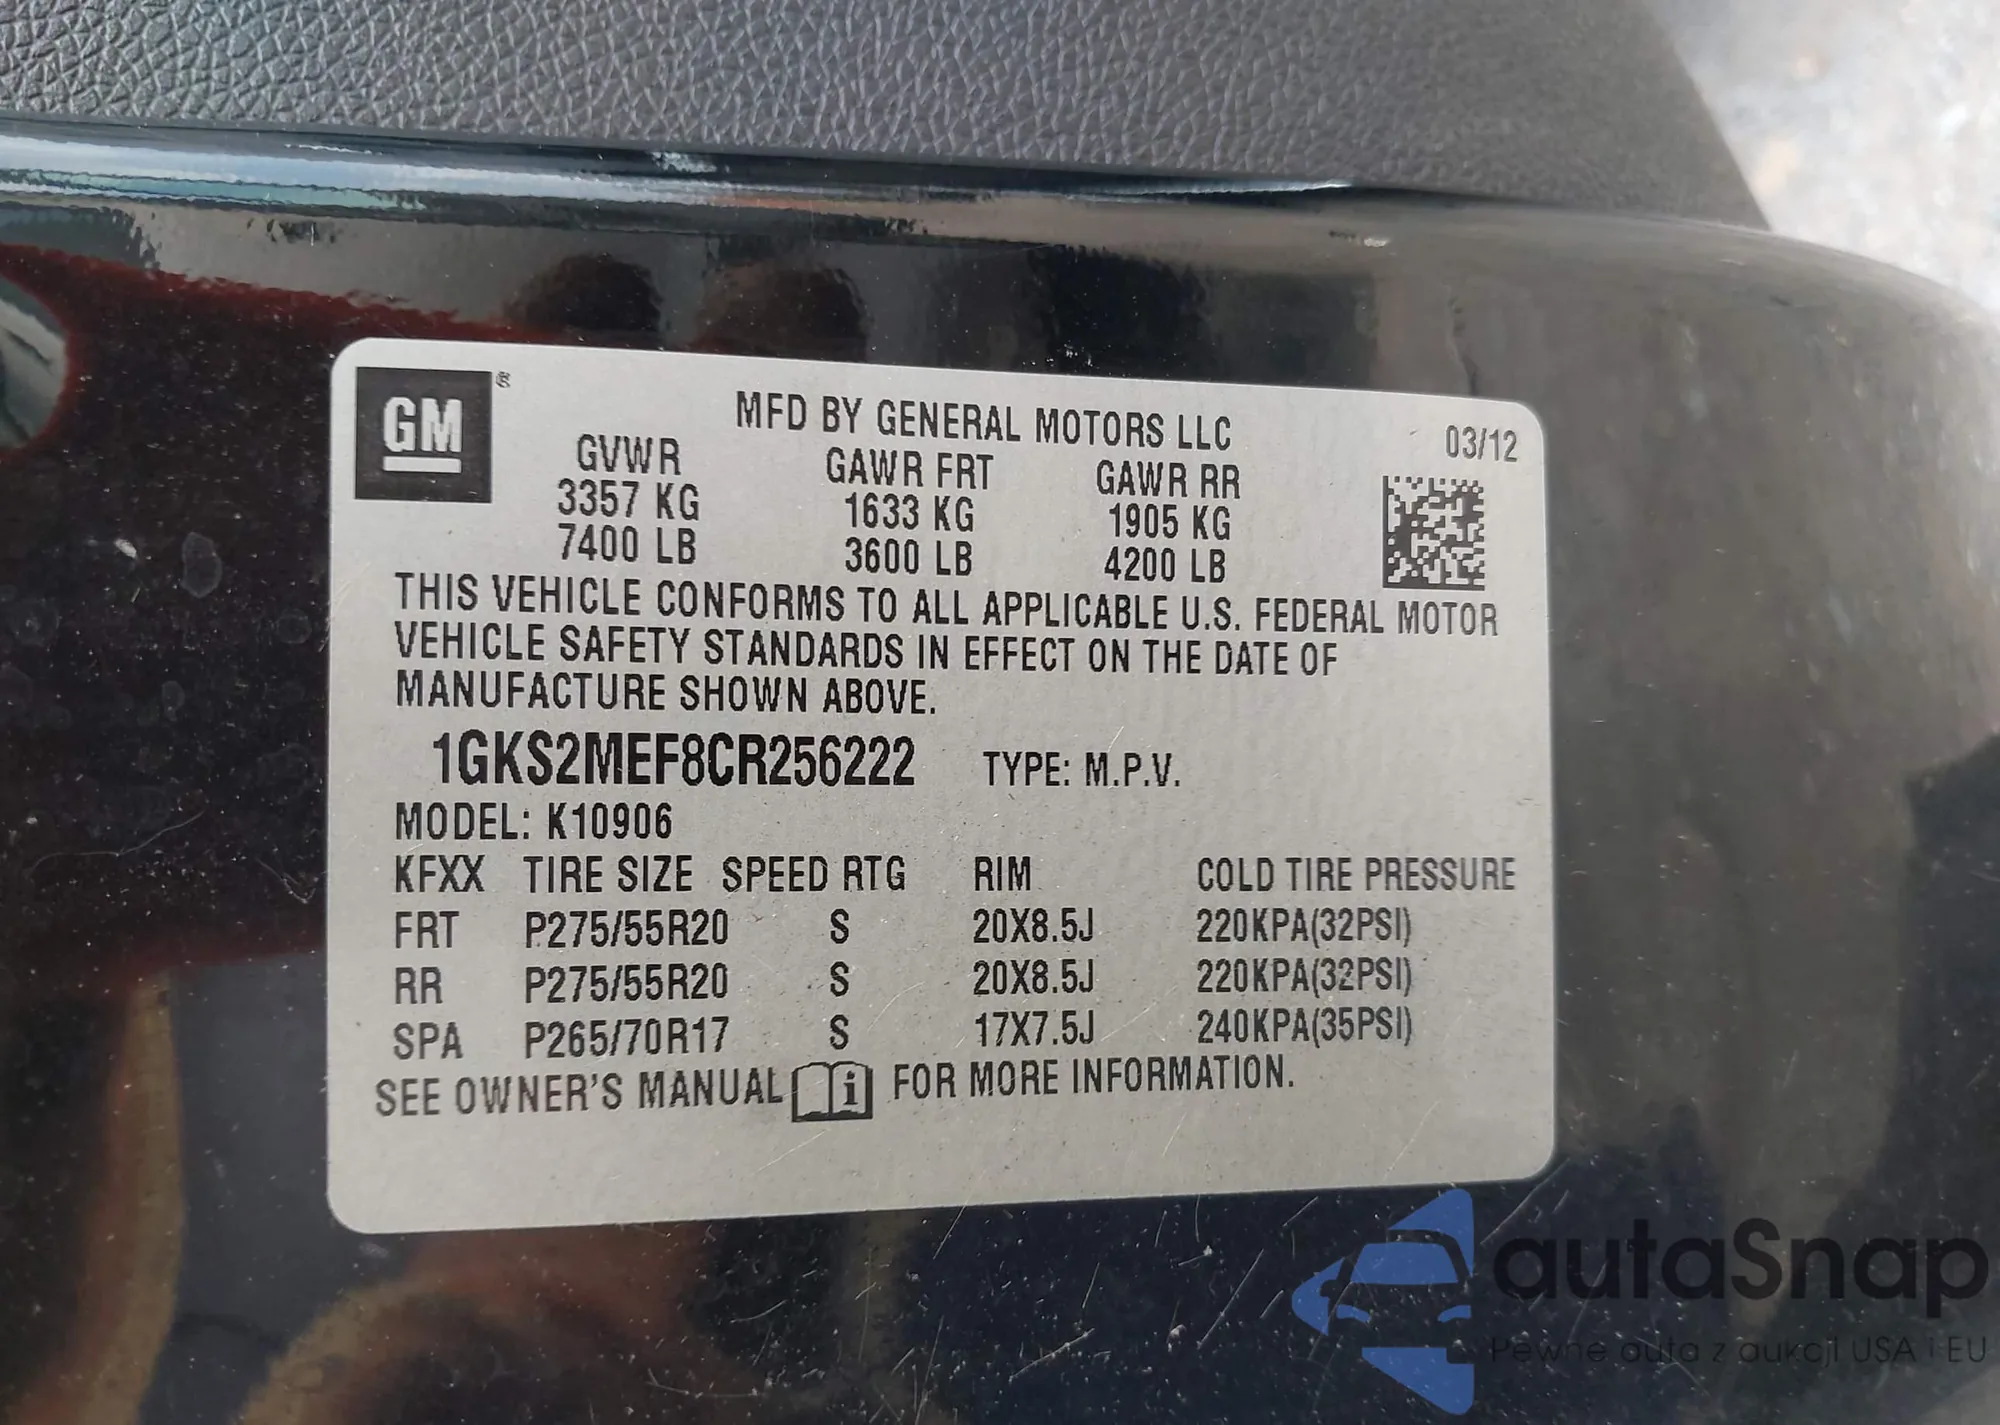 GM®
MFD BY GENERAL MOTORS LLC
03/12
GVWR GAWR FRT GAWR RR
3357 KG 1633 KG 1905 KG
7400 LB 3600 LB 4200 LB
THIS VEHICLE CONFORMS TO ALL APPLICABLE U.S. FEDERAL MOTOR
VEHICLE SAFETY STANDARDS IN EFFECT ON THE DATE OF
MANUFACTURE SHOWN ABOVE.
1GKS2MEF8CR256222 TYPE: M.P.V.
MODEL: K10906
KFXX TIRE SIZE SPEED RTG RIM COLD TIRE PRESSURE
FRT P275/55R20 S 20X8.5J 220KPA(32PSI)
RR P275/55R20 S 20X8.5J 220KPA(32PSI)
SPA P265/70R17 S 17X7.5J 240KPA(35PSI)
SEE OWNER'S MANUAL i FOR MORE INFORMATION.
autaSnap
Pewne auta z aukcji USA i EU